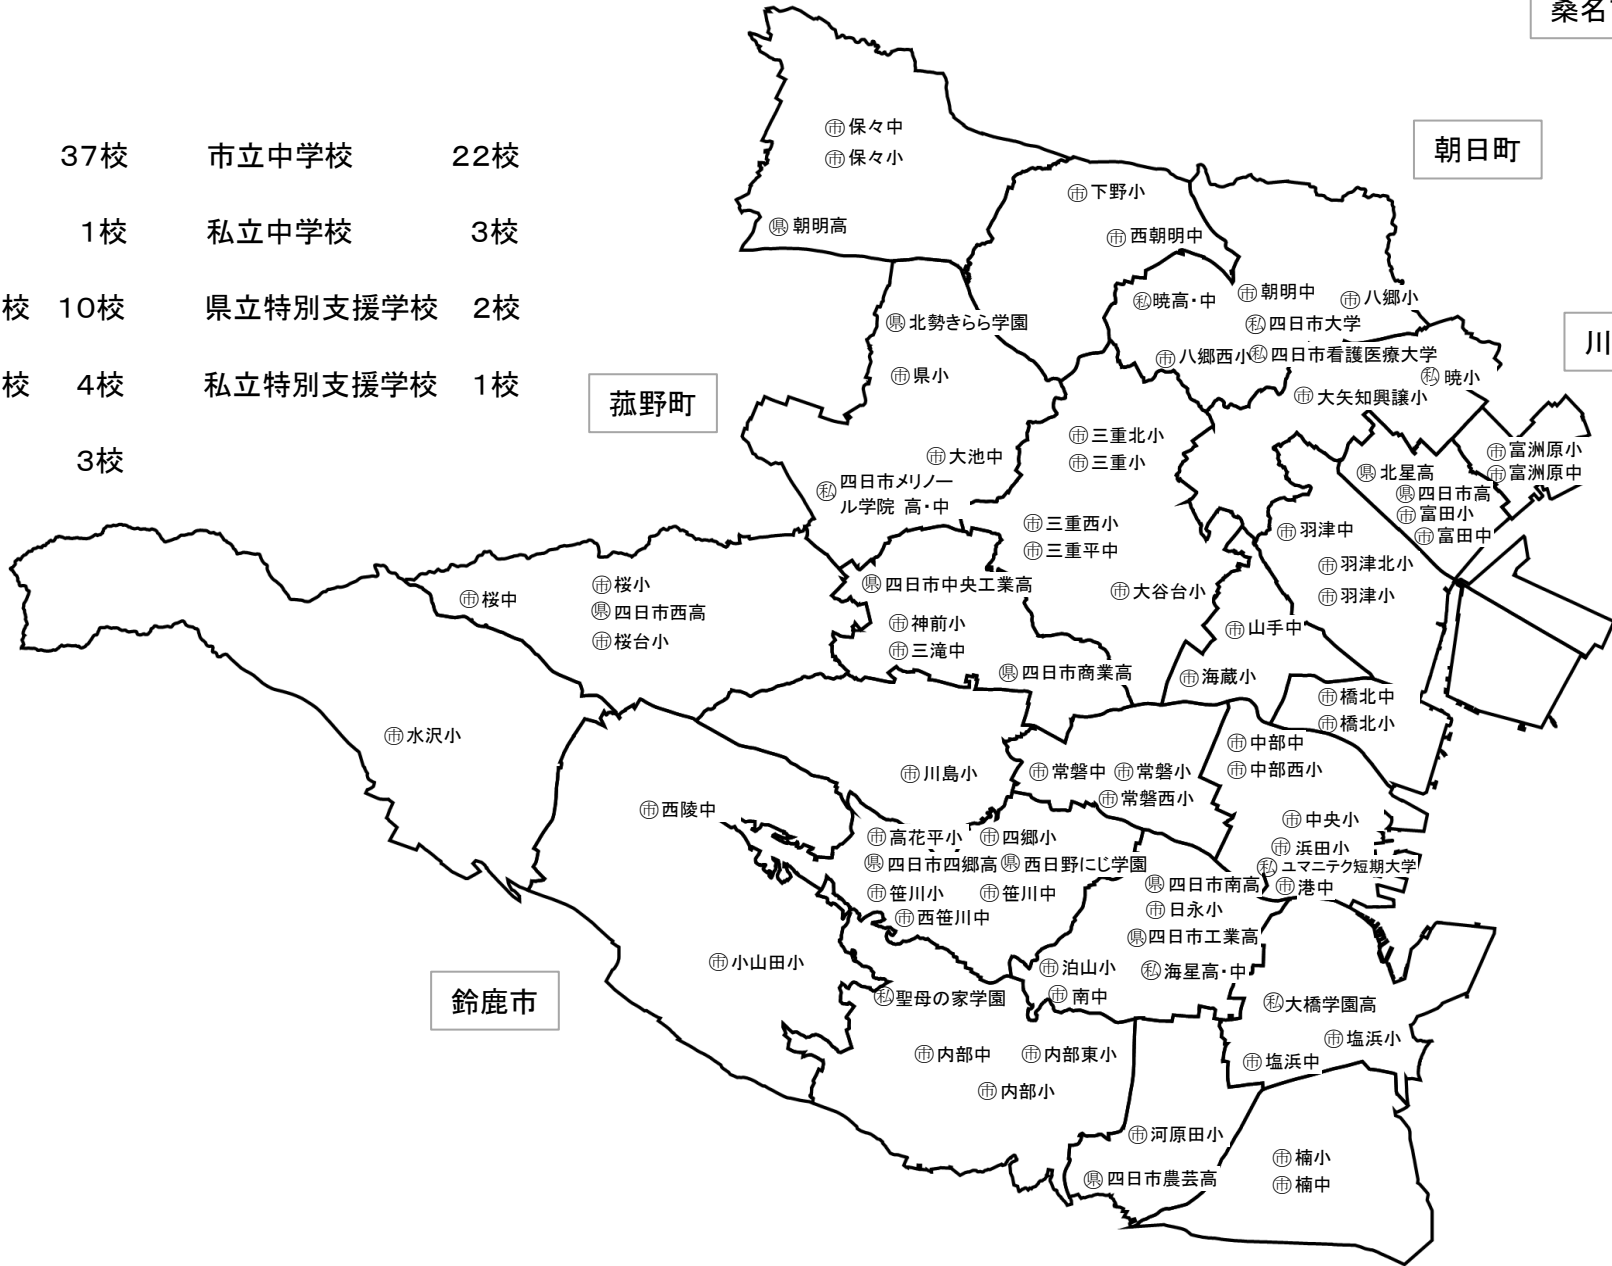 桑名
朝日町
37校 市立中学校 22校
1校 私立中学校 3校
校 10校 県立特別支援学校 2校
校 4校 私立特別支援学校 1校
3校
川
菰野町
鈴鹿市
�市保々中
�市保々小
㊩朝明高
�市下野小
�市西朝明中
㊙暁高・中
�市朝明中
�市八郷小
㊙四日市大学
�市八郷西小
㊙四日市看護医療大学
㊙暁小
�市大矢知興譲小
県北勢きらら学園
市県小
市大池中
私四日市メリノー
ル学院 高・中
市三重北小
市三重小
市三重西小
市三重平中
市大谷台小
市富洲原小
市富洲原中
県北星高
県四日市高
市富田小
市富田中
市羽津中
市羽津北小
市羽津小
市山手中
市海蔵小
市橋北中
市橋北小
市桜中
市桜小
県四日市西高
市桜台小
県四日市中央工業高
市神前小
市三滝中
県四日市商業高
市水沢小
市川島小
市常磐中
市常磐小
市常磐西小
市中部中
市中部西小
市中央小
市浜田小
私ユマニテク短期大学
市港中
市西陵中
市高花平小
市四郷小
県四日市四郷高
県西日野にじ学園
市笹川小
市笹川中
市西笹川中
県四日市南高
市日永小
県四日市工業高
市泊山小
私海星高・中
市南中
市小山田小
私聖母の家学園
市内部中
市内部東小
市内部小
私大橋学園高
市塩浜小
市塩浜中
市河原田小
県四日市農芸高
市楠小
市楠中